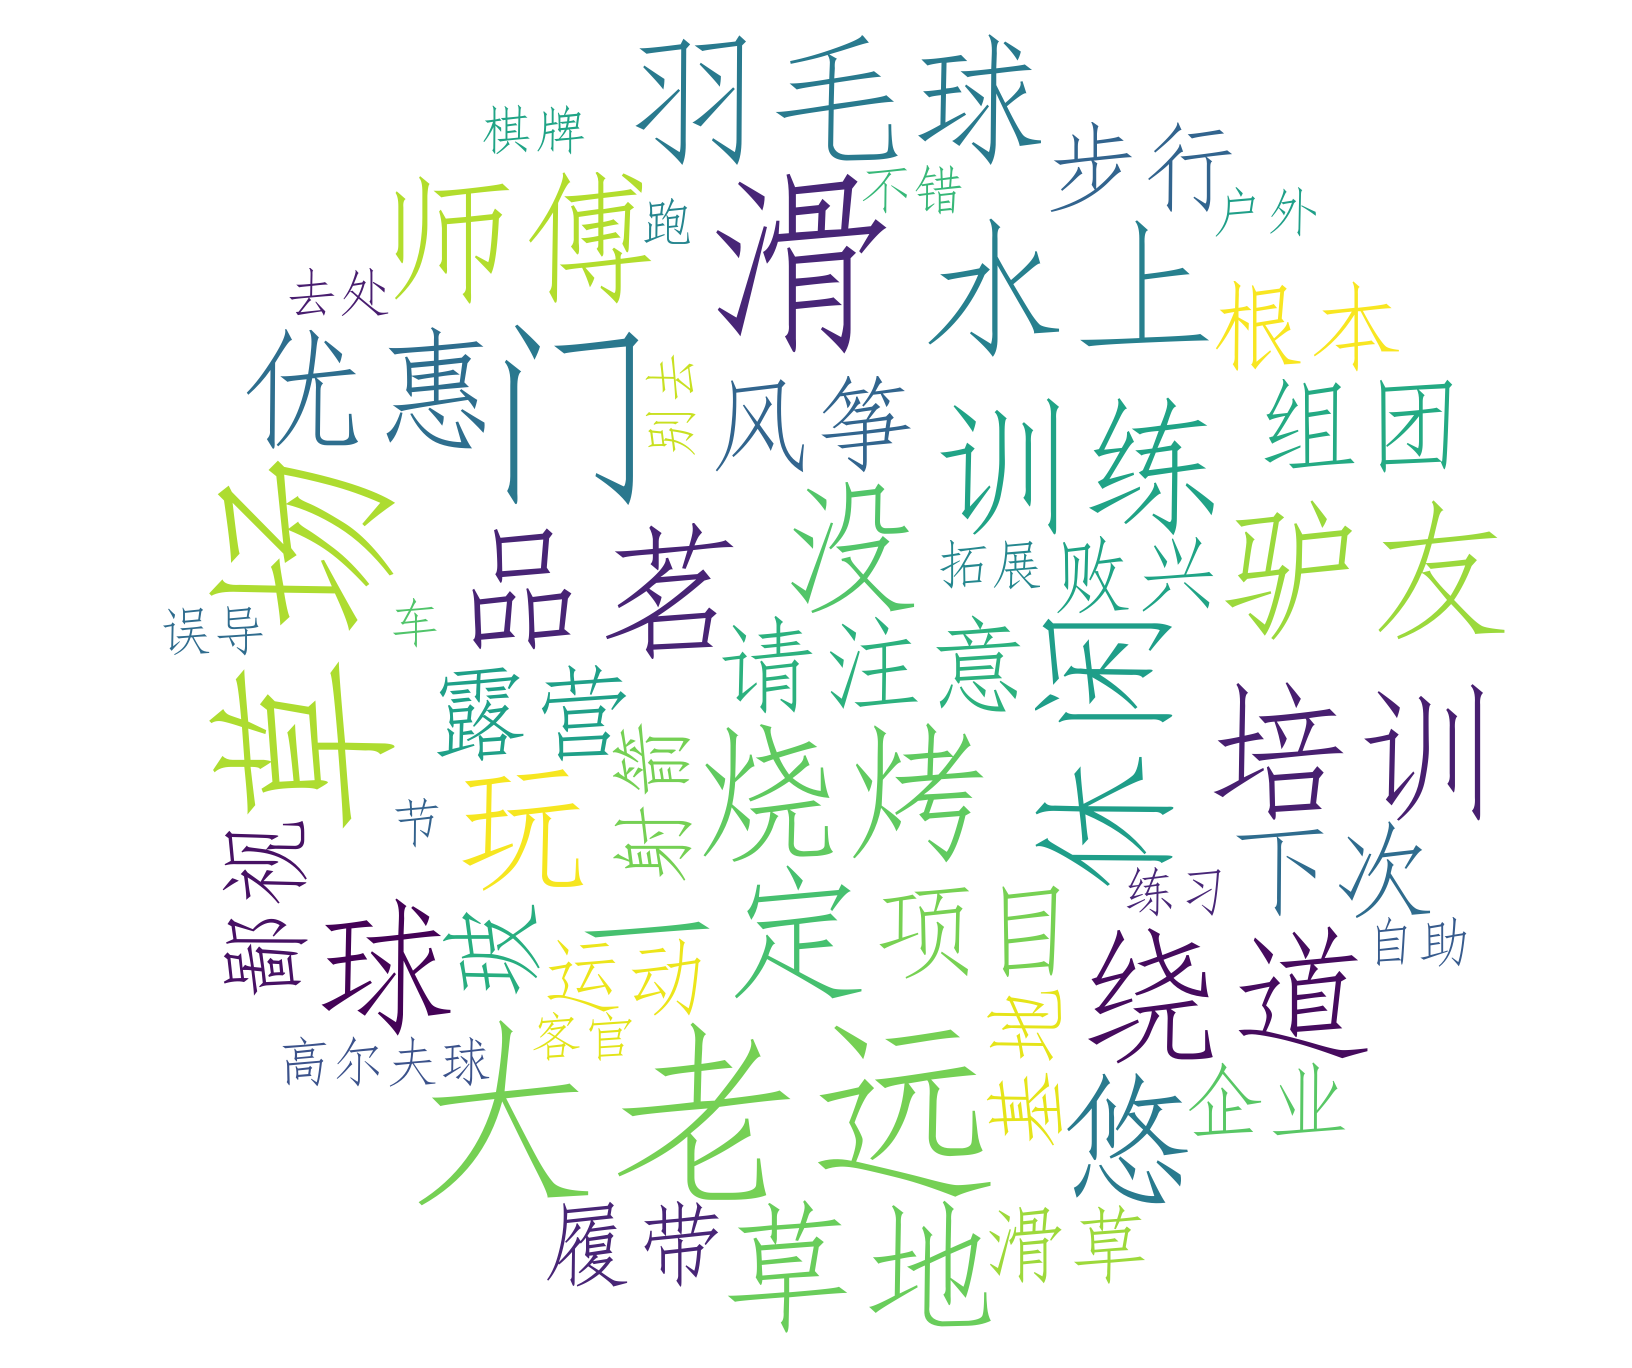 羽毛球
棋牌
步行
不错
师傅
跑
滑
户外
水上
去处
根本
优惠
门
别去
风筝
训练
组团
草场
没
驴友
品茗
拓展
败兴
误导
车
请注意
休闲
露营
培训
射箭
烧烤
玩
节
鄙视
下次
练习
球
玻
一定
项目
自助
运动
绕道
客官
基地
高尔夫球
大老远
悠
企业
履带
草地
滑草